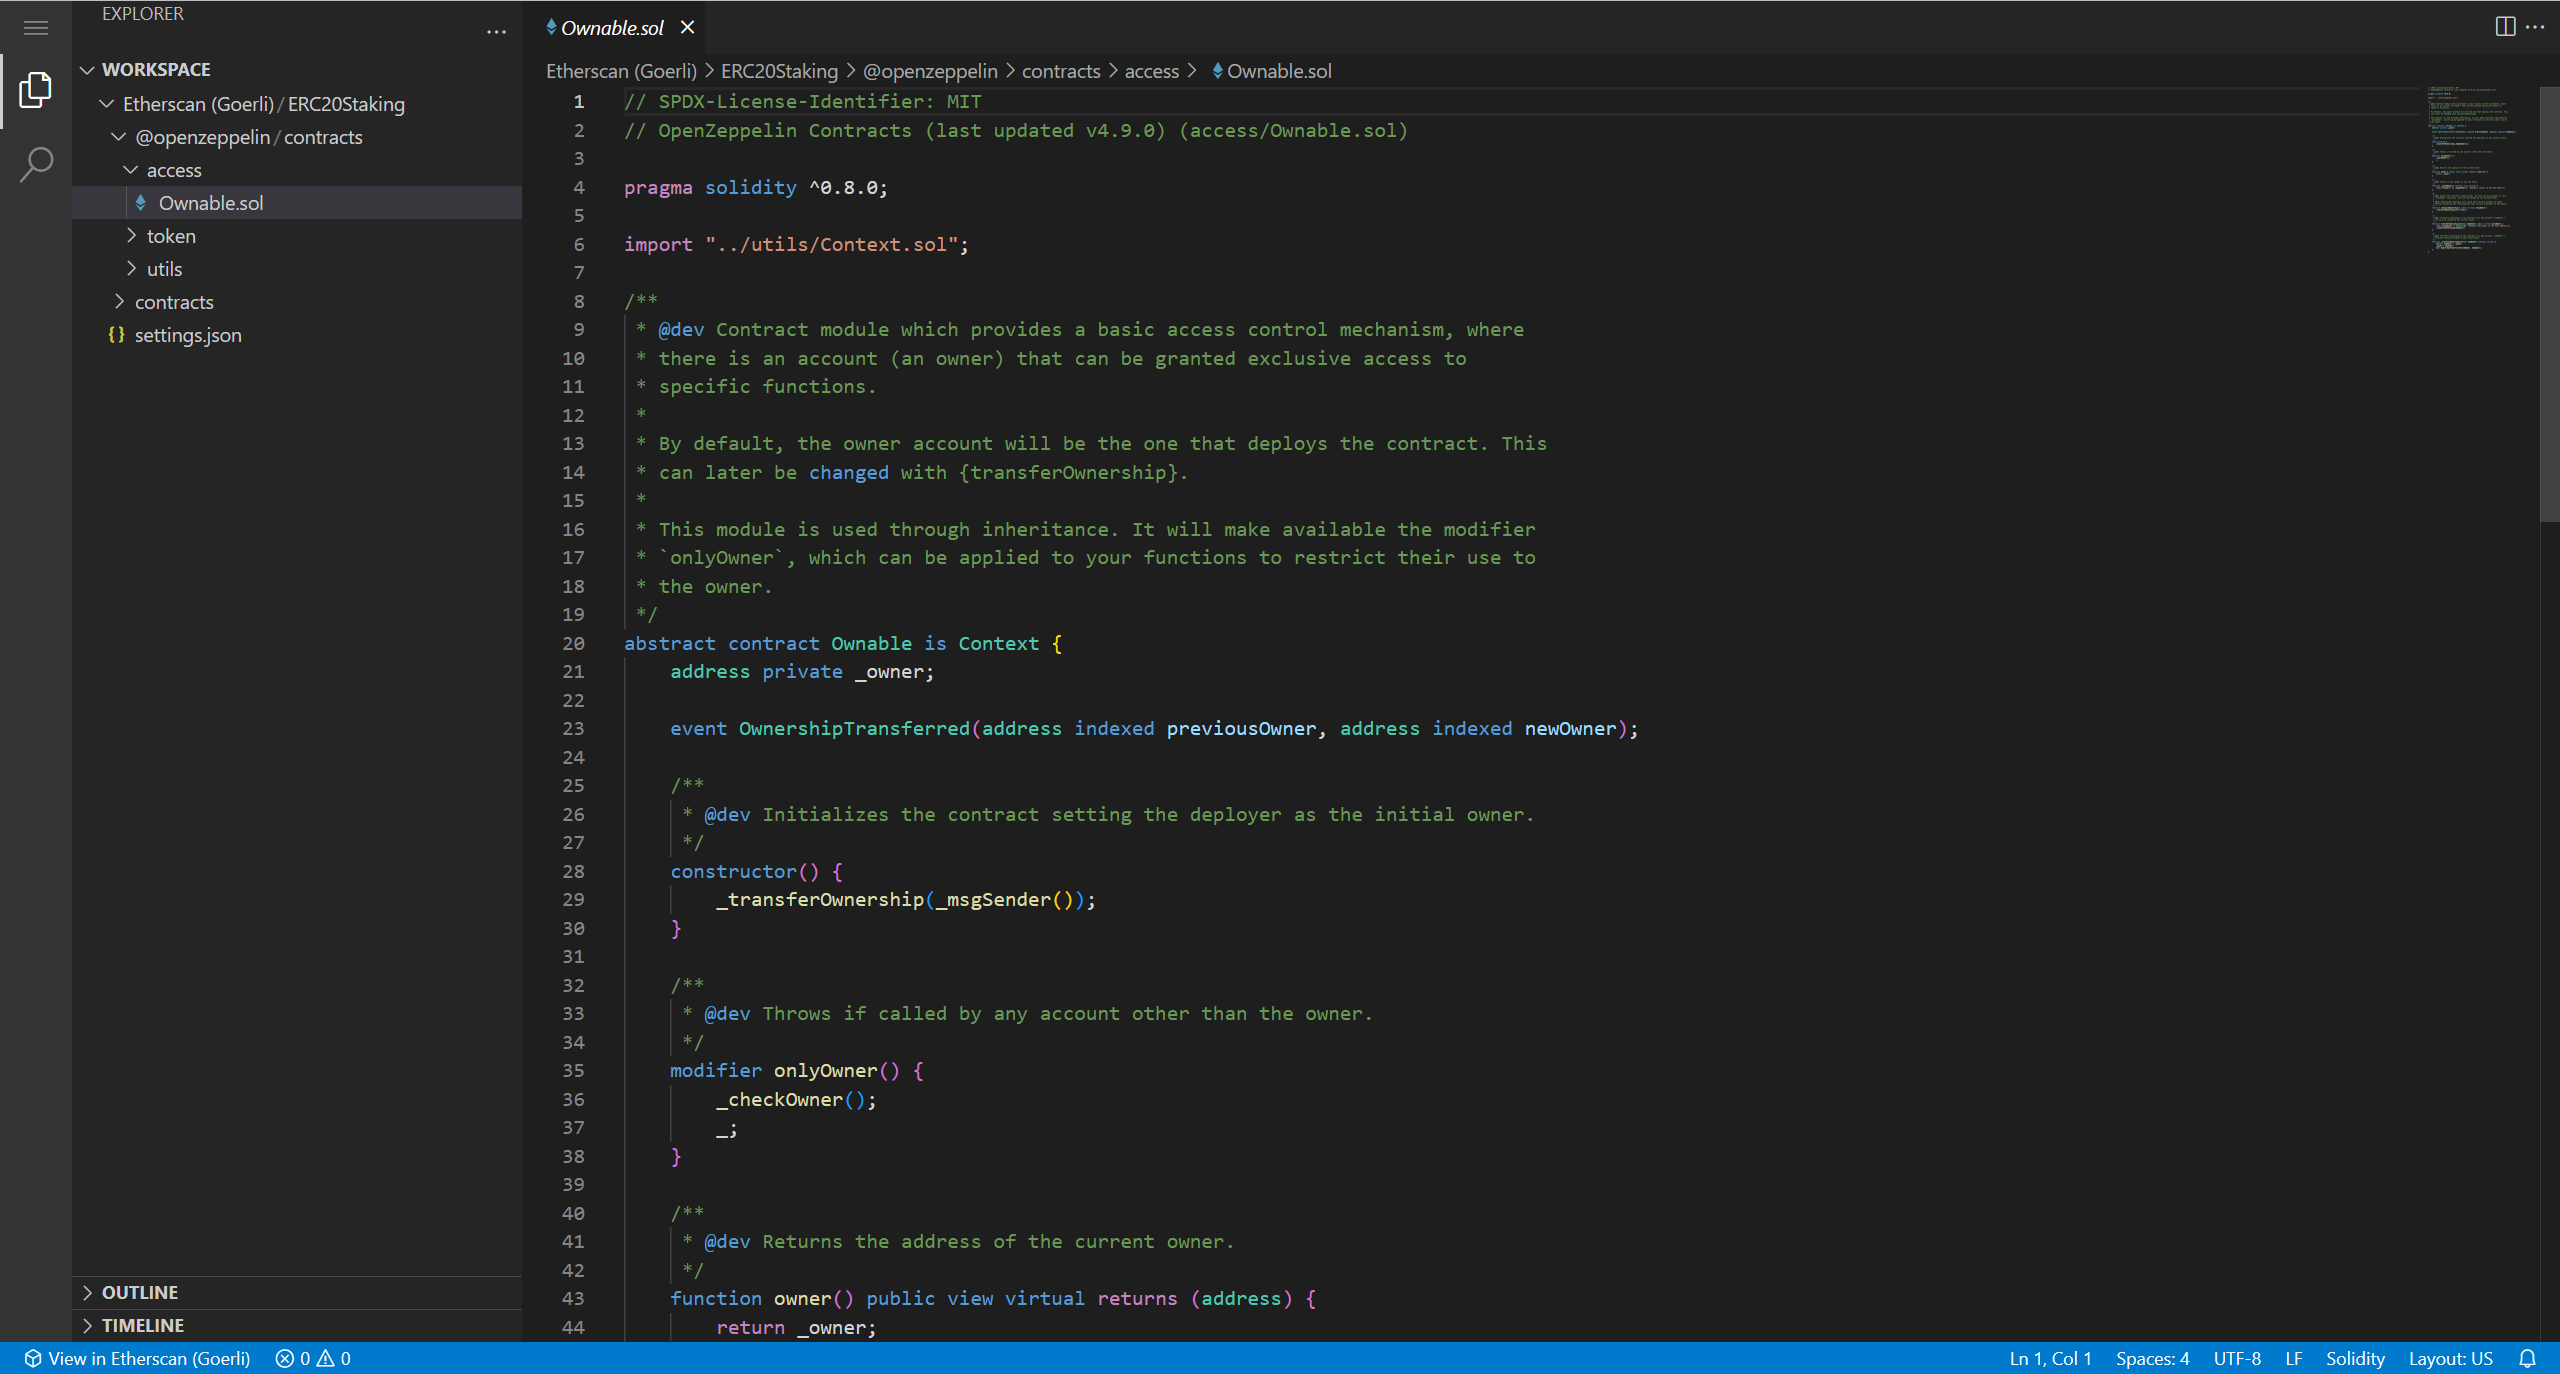 EXPLORER
WORKSPACE
Etherscan (Goerli) / ERC20Staking
@openzeppelin / contracts
access
Ownable.sol
token
utils
contracts
{} settings.json
OUTLINE
TIMELINE
Ownable.sol
Etherscan (Goerli) > ERC20Staking > @openzeppelin > contracts > access > Ownable.sol
1 // SPDX-License-Identifier: MIT
2 // OpenZeppelin Contracts (last updated v4.9.0) (access/Ownable.sol)
3
4 pragma solidity ^0.8.0;
5
6 import "../utils/Context.sol";
7
8 /**
9  * @dev Contract module which provides a basic access control mechanism, where
10  * there is an account (an owner) that can be granted exclusive access to
11  * specific functions.
12  *
13  * By default, the owner account will be the one that deploys the contract. This
14  * can later be changed with {transferOwnership}.
15  *
16  * This module is used through inheritance. It will make available the modifier
17  * `onlyOwner`, which can be applied to your functions to restrict their use to
18  * the owner.
19  */
20 abstract contract Ownable is Context {
21     address private _owner;
22
23     event OwnershipTransferred(address indexed previousOwner, address indexed newOwner);
24
25     /**
26      * @dev Initializes the contract setting the deployer as the initial owner.
27      */
28     constructor() {
29         _transferOwnership(_msgSender());
30     }
31
32     /**
33      * @dev Throws if called by any account other than the owner.
34      */
35     modifier onlyOwner() {
36         _checkOwner();
37         _;
38     }
39
40     /**
41      * @dev Returns the address of the current owner.
42      */
43     function owner() public view virtual returns (address) {
44         return _owner;
View in Etherscan (Goerli) 0 0 Ln 1, Col 1 Spaces: 4 UTF-8 LF Solidity Layout: US